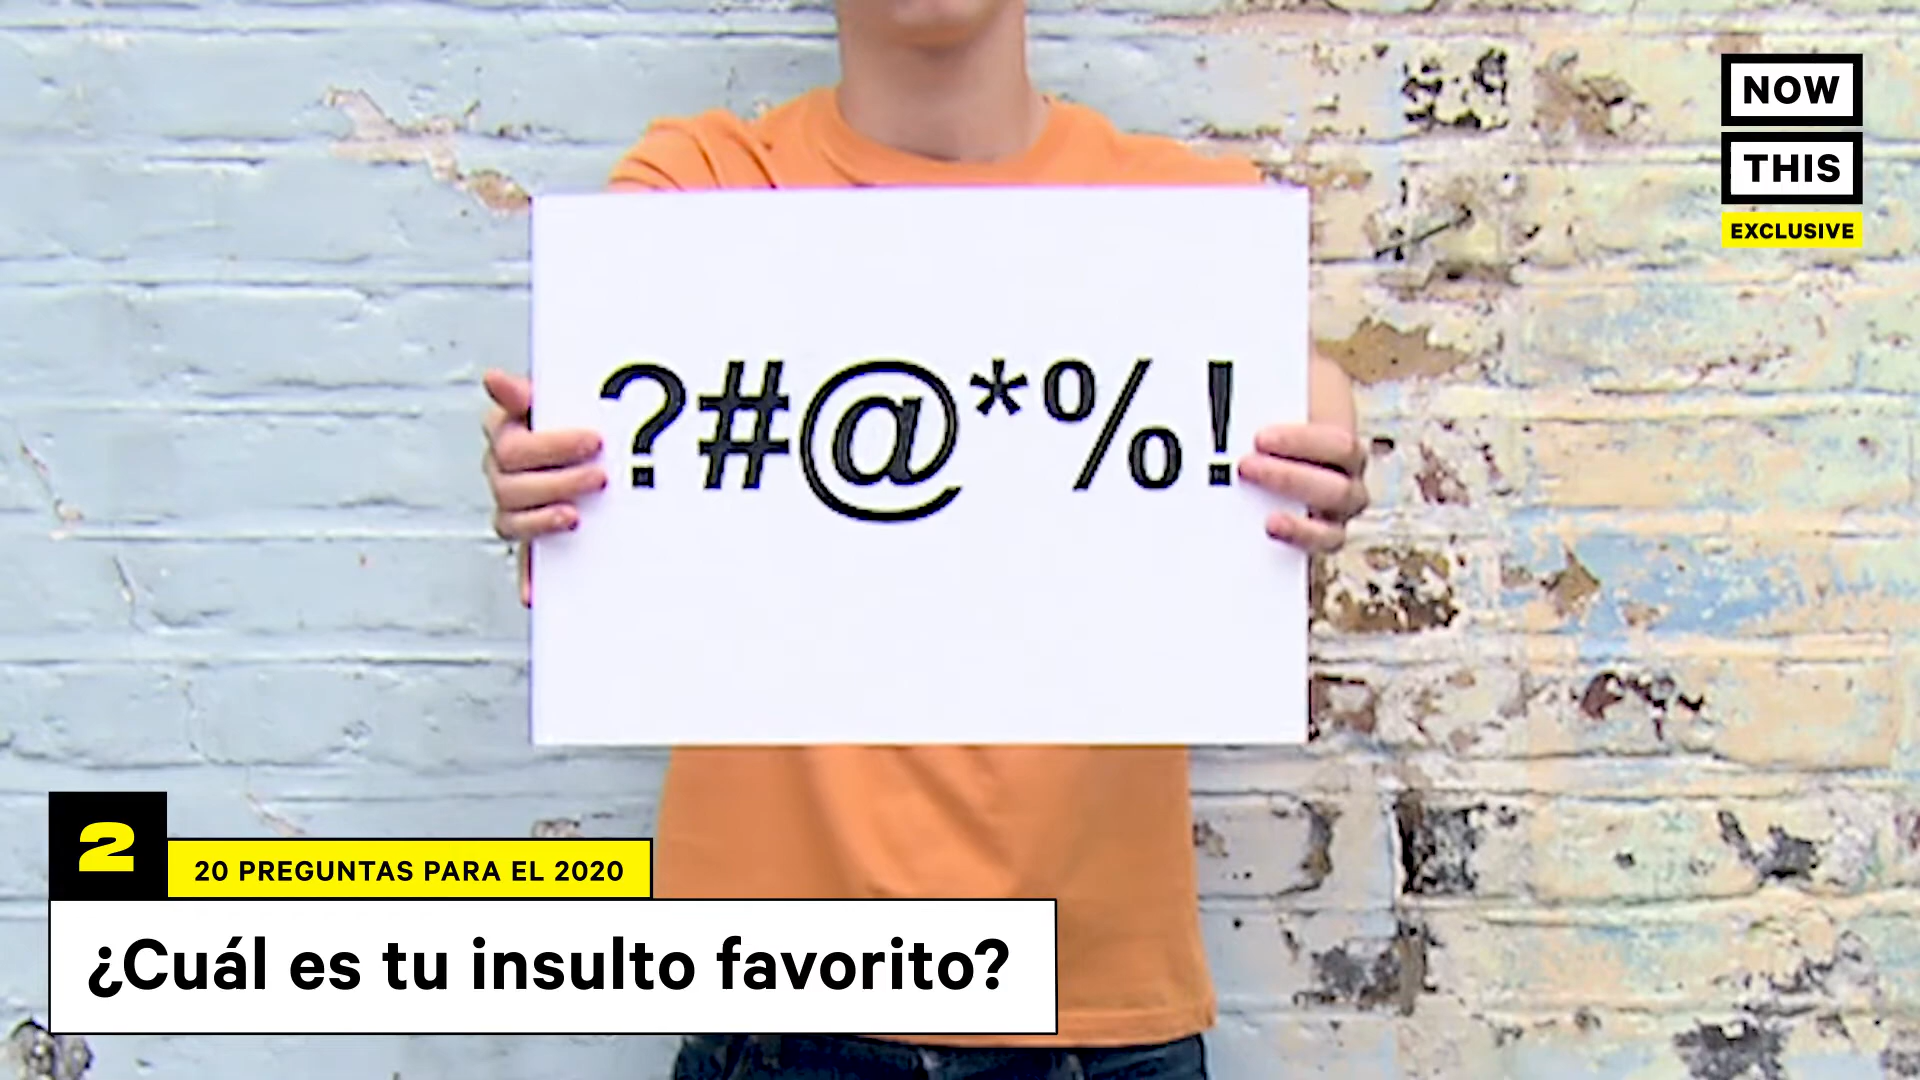 NOW
THIS
EXCLUSIVE
?#@*%!
2
20 PREGUNTAS PARA EL 2020
¿Cuál es tu insulto favorito?